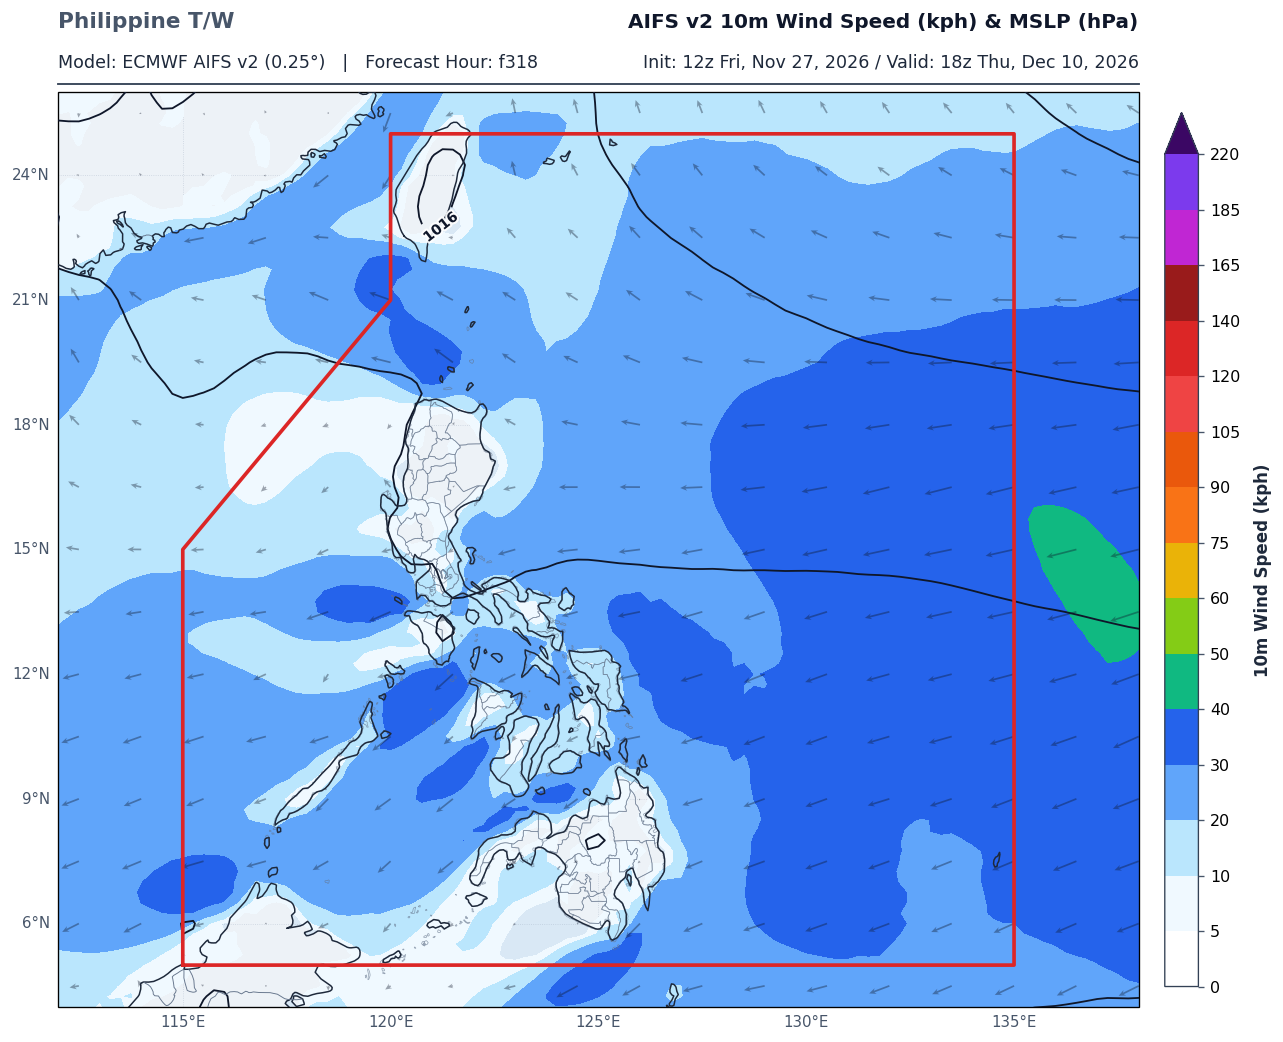 Philippine T/W
AIFS v2 10m Wind Speed (kph) & MSLP (hPa)
Model: ECMWF AIFS v2 (0.25°)   |   Forecast Hour: f318
Init: 12z Fri, Nov 27, 2026 / Valid: 18z Thu, Dec 10, 2026
24°N
21°N
18°N
15°N
12°N
9°N
6°N
1016
115°E
120°E
125°E
130°E
135°E
220
185
165
140
120
105
90
75
60
50
40
30
20
10
5
0
10m Wind Speed (kph)